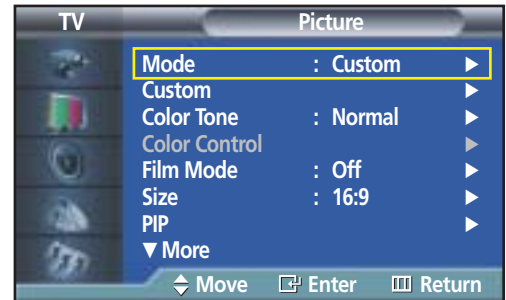 TV Picture
Mode : Custom ▶
Custom ▶
Color Tone : Normal ▶
Color Control ▶
Film Mode : Off ▶
Size : 16:9 ▶
PIP ▶
▼ More
Move Enter Return